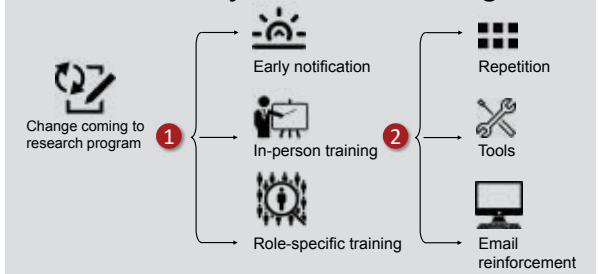 Early notification
Repetition
Change coming to
research program
1
In-person training
2
Tools
Role-specific training
Email
reinforcement